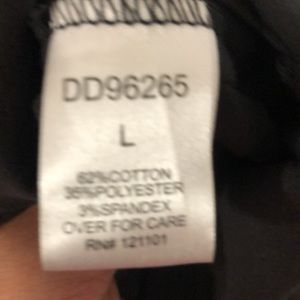 DD96265
L
62%COTTON
35%POLYESTER
3%SPANDEX
OVER FOR CARE
RN# 121101